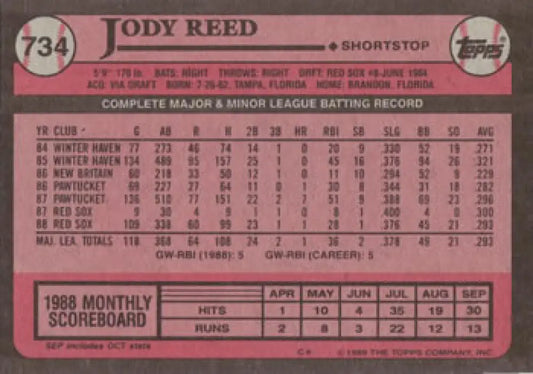 734
JODY REED
SHORTSTOP
Topps
5'9" 170 lb. BATS: RIGHT THROWS: RIGHT DRFT: RED SOX #8-JUNE 1984
ACQ: VIA DRAFT BORN: 7-26-62, TAMPA, FLORIDA HOME: BRANDON, FLORIDA
COMPLETE MAJOR & MINOR LEAGUE BATTING RECORD
YR CLUB G AB R H 2B 3B HR RBI SB SLG BB SO AVG
84 WINTER HAVEN 77 273 46 74 14 1 0 20 9 .330 52 19 .271
85 WINTER HAVEN 134 489 95 157 25 1 0 45 16 .376 94 26 .321
86 NEW BRITAIN 60 218 33 50 12 1 0 11 10 .294 52 9 .229
86 PAWTUCKET 69 227 27 64 11 0 1 30 8 .344 31 18 .282
87 PAWTUCKET 136 510 77 151 22 2 7 51 9 .388 69 23 .296
87 RED SOX 9 30 4 9 1 1 0 8 1 .400 4 0 .300
88 RED SOX 109 338 60 99 23 1 1 28 1 .376 45 21 .293
MAJ. LEA. TOTALS 118 368 64 108 24 2 1 36 2 .378 49 21 .293
GW-RBI (1988): 5 GW-RBI (CAREER): 5
1988 MONTHLY
SCOREBOARD
APR MAY JUN JUL AUG SEP
HITS 1 10 4 35 19 30
RUNS 2 8 3 22 12 13
SEP includes OCT stats
C* © 1989 THE TOPPS COMPANY, INC.